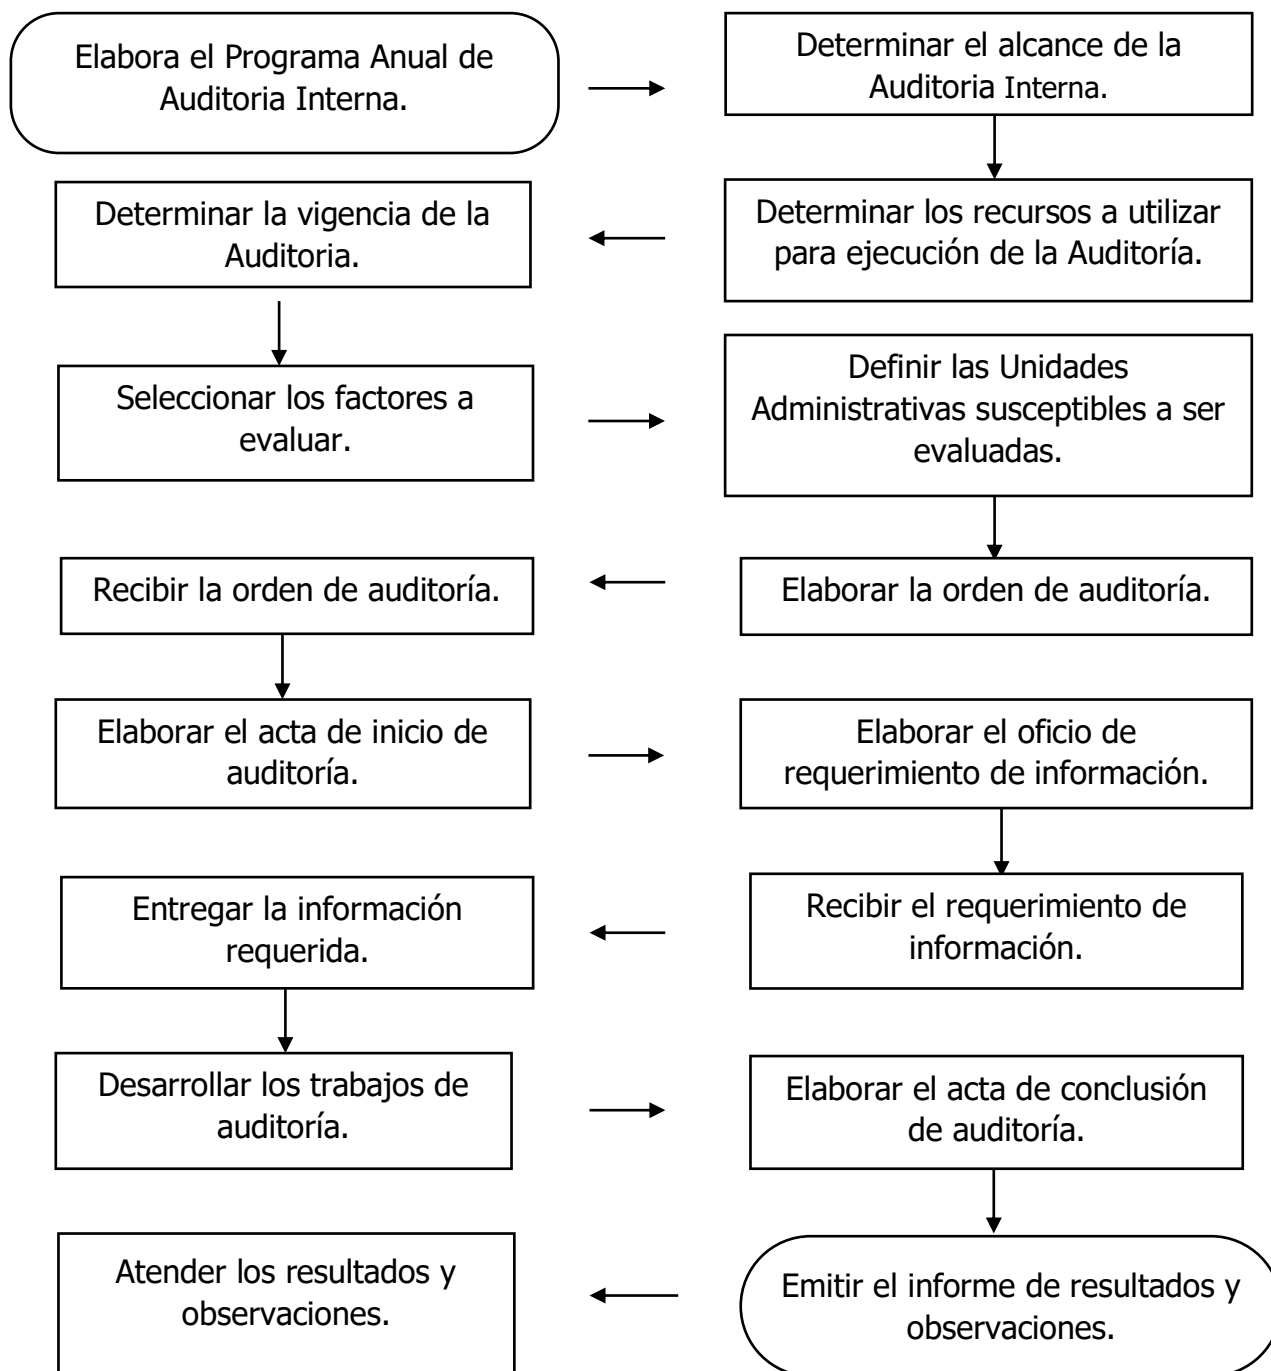 Elabora el Programa Anual de
Auditoria Interna.
Determinar el alcance de la
Auditoria Interna.
Determinar los recursos a utilizar
para ejecución de la Auditoría.
Determinar la vigencia de la
Auditoria.
Seleccionar los factores a
evaluar.
Definir las Unidades
Administrativas susceptibles a ser
evaluadas.
Elaborar la orden de auditoría.
Recibir la orden de auditoría.
Elaborar el acta de inicio de
auditoría.
Elaborar el oficio de
requerimiento de información.
Recibir el requerimiento de
información.
Entregar la información
requerida.
Desarrollar los trabajos de
auditoría.
Elaborar el acta de conclusión
de auditoría.
Emitir el informe de resultados y
observaciones.
Atender los resultados y
observaciones.